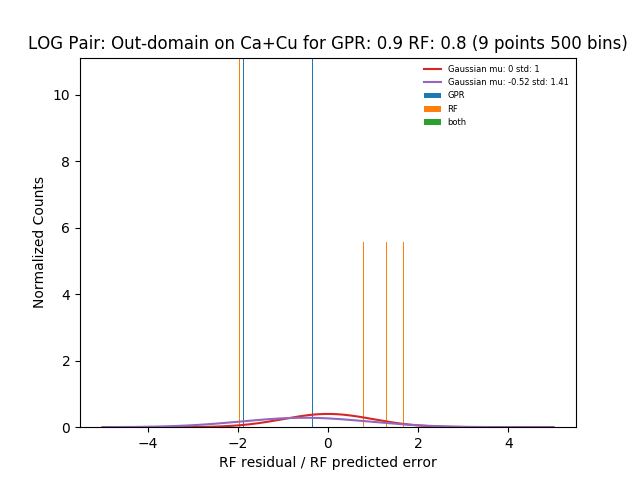 LOG Pair: Out-domain on Ca+Cu for GPR: 0.9 RF: 0.8 (9 points 500 bins)
Gaussian mu: 0 std: 1
Gaussian mu: -0.52 std: 1.41
GPR
RF
both
10
8
6
4
2
0
Normalized Counts
−4
−2
0
2
4
RF residual / RF predicted error